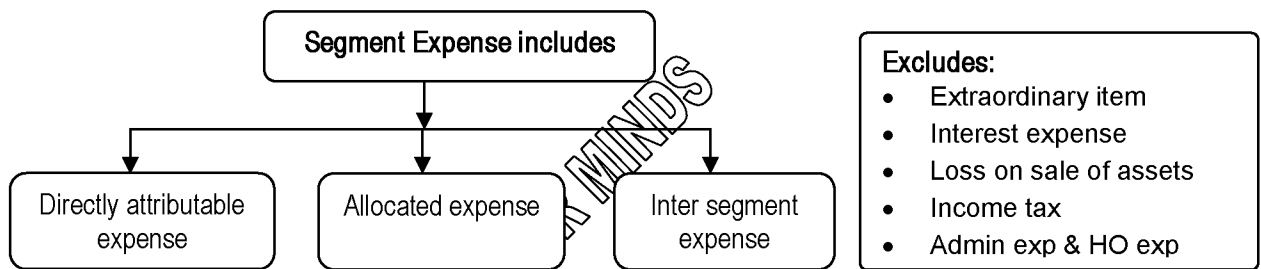 Segment Expense includes
Directly attributable
expense
Allocated expense
Inter segment
expense
Excludes:
• Extraordinary item
• Interest expense
• Loss on sale of assets
• Income tax
• Admin exp & HO exp
MINDS